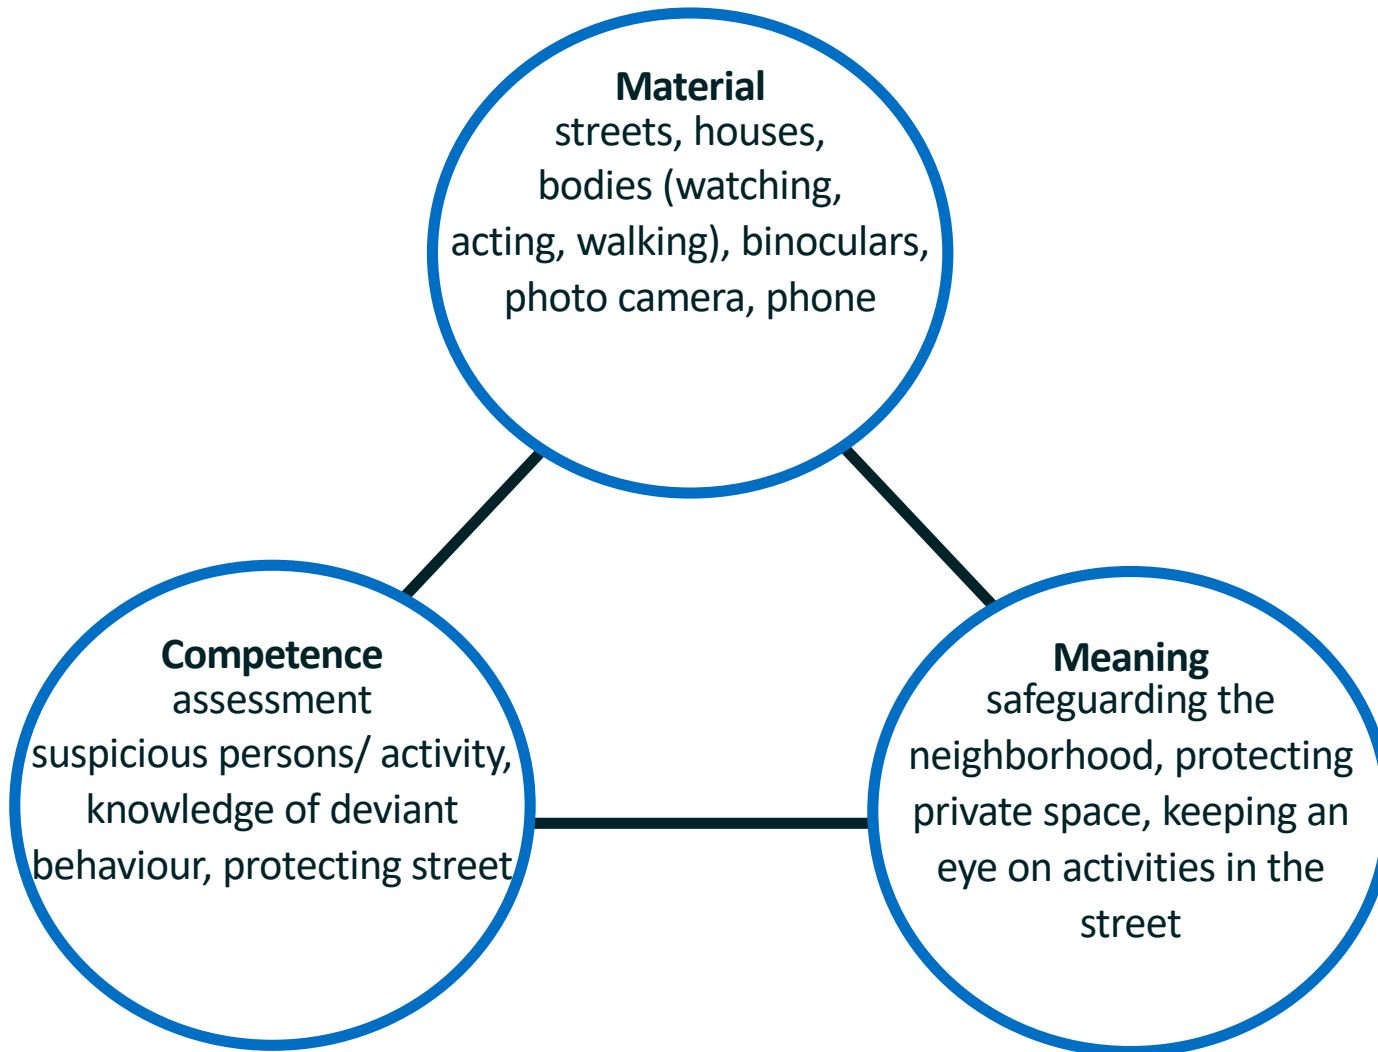 Material
streets, houses,
bodies (watching,
acting, walking), binoculars,
photo camera, phone
Competence
assessment
suspicious persons/ activity,
knowledge of deviant
behaviour, protecting street
Meaning
safeguarding the
neighborhood, protecting
private space, keeping an
eye on activities in the
street